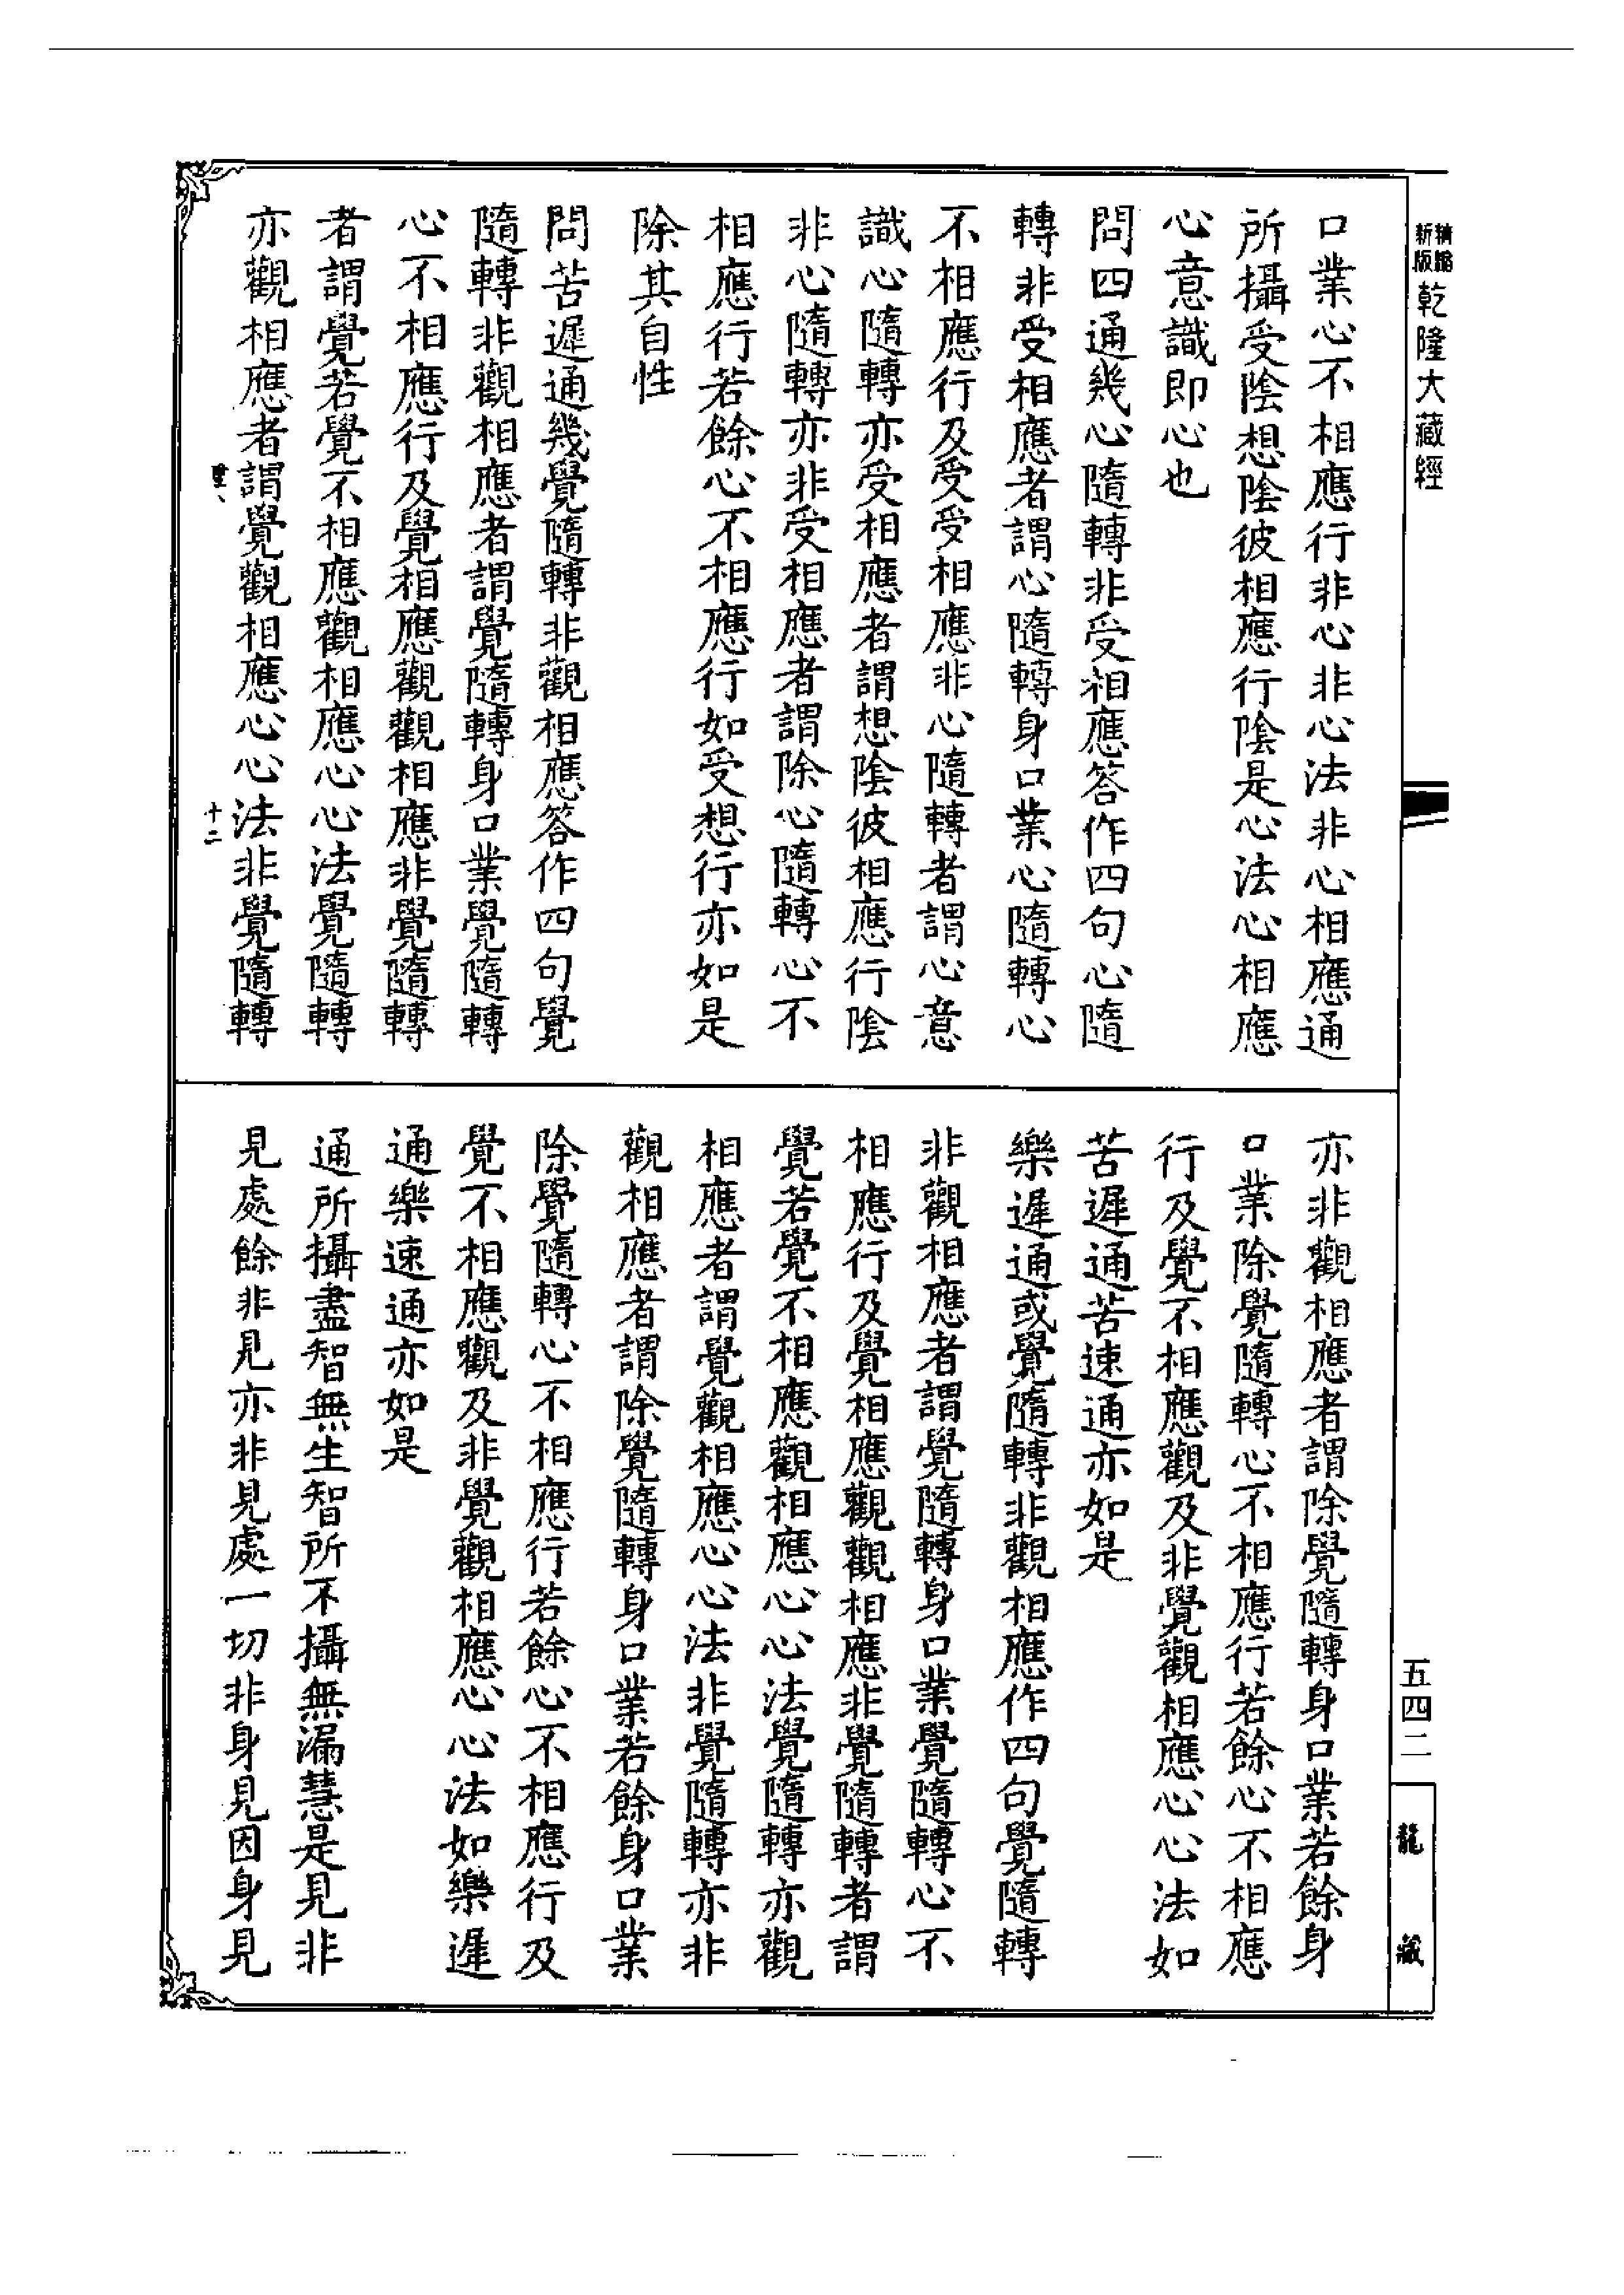 新版精縮乾隆大藏經
口業心不相應行非心非心法非心相應通
所攝受陰想陰彼相應行陰是心法心相應
心意識即心也
問四通幾心隨轉非受相應答作四句心隨
轉非受相應者謂心隨轉身口業心隨轉心
不相應行及受受相應非心隨轉者謂心意
識心隨轉亦受相應者謂想陰彼相應行陰
非心隨轉亦非受相應者謂除心隨轉心不
相應行若餘心不相應行如受想行亦如是
除其自性
問苦遲通幾覺隨轉非觀相應答作四句覺
隨轉非觀相應者謂覺隨轉身口業覺隨轉
心不相應行及覺相應觀觀相應非覺隨轉
者謂覺若覺不相應觀相應心心法覺隨轉
亦觀相應者謂覺觀相應心心法非覺隨轉
十二
亦非觀相應者謂除覺隨轉身口業若餘身
口業除覺隨轉心不相應行若餘心不相應
行及覺不相應觀及非覺觀相應心心法如
苦遲通苦速通亦如是
樂遲通或覺隨轉非觀相應作四句覺隨轉
非觀相應者謂覺隨轉身口業覺隨轉心不
相應行及覺相應觀觀相應非覺隨轉者謂
覺若覺不相應觀相應心心法覺隨轉亦觀
相應者謂覺觀相應心心法非覺隨轉亦非
觀相應者謂除覺隨轉身口業若餘身口業
除覺隨轉心不相應行若餘心不相應行及
覺不相應觀及非覺觀相應心心法如樂遲
通樂速通亦如是
通所攝盡智無生智所不攝無漏慧是見非
見處餘非見亦非見處一切非身見因身見
五四二
龍藏